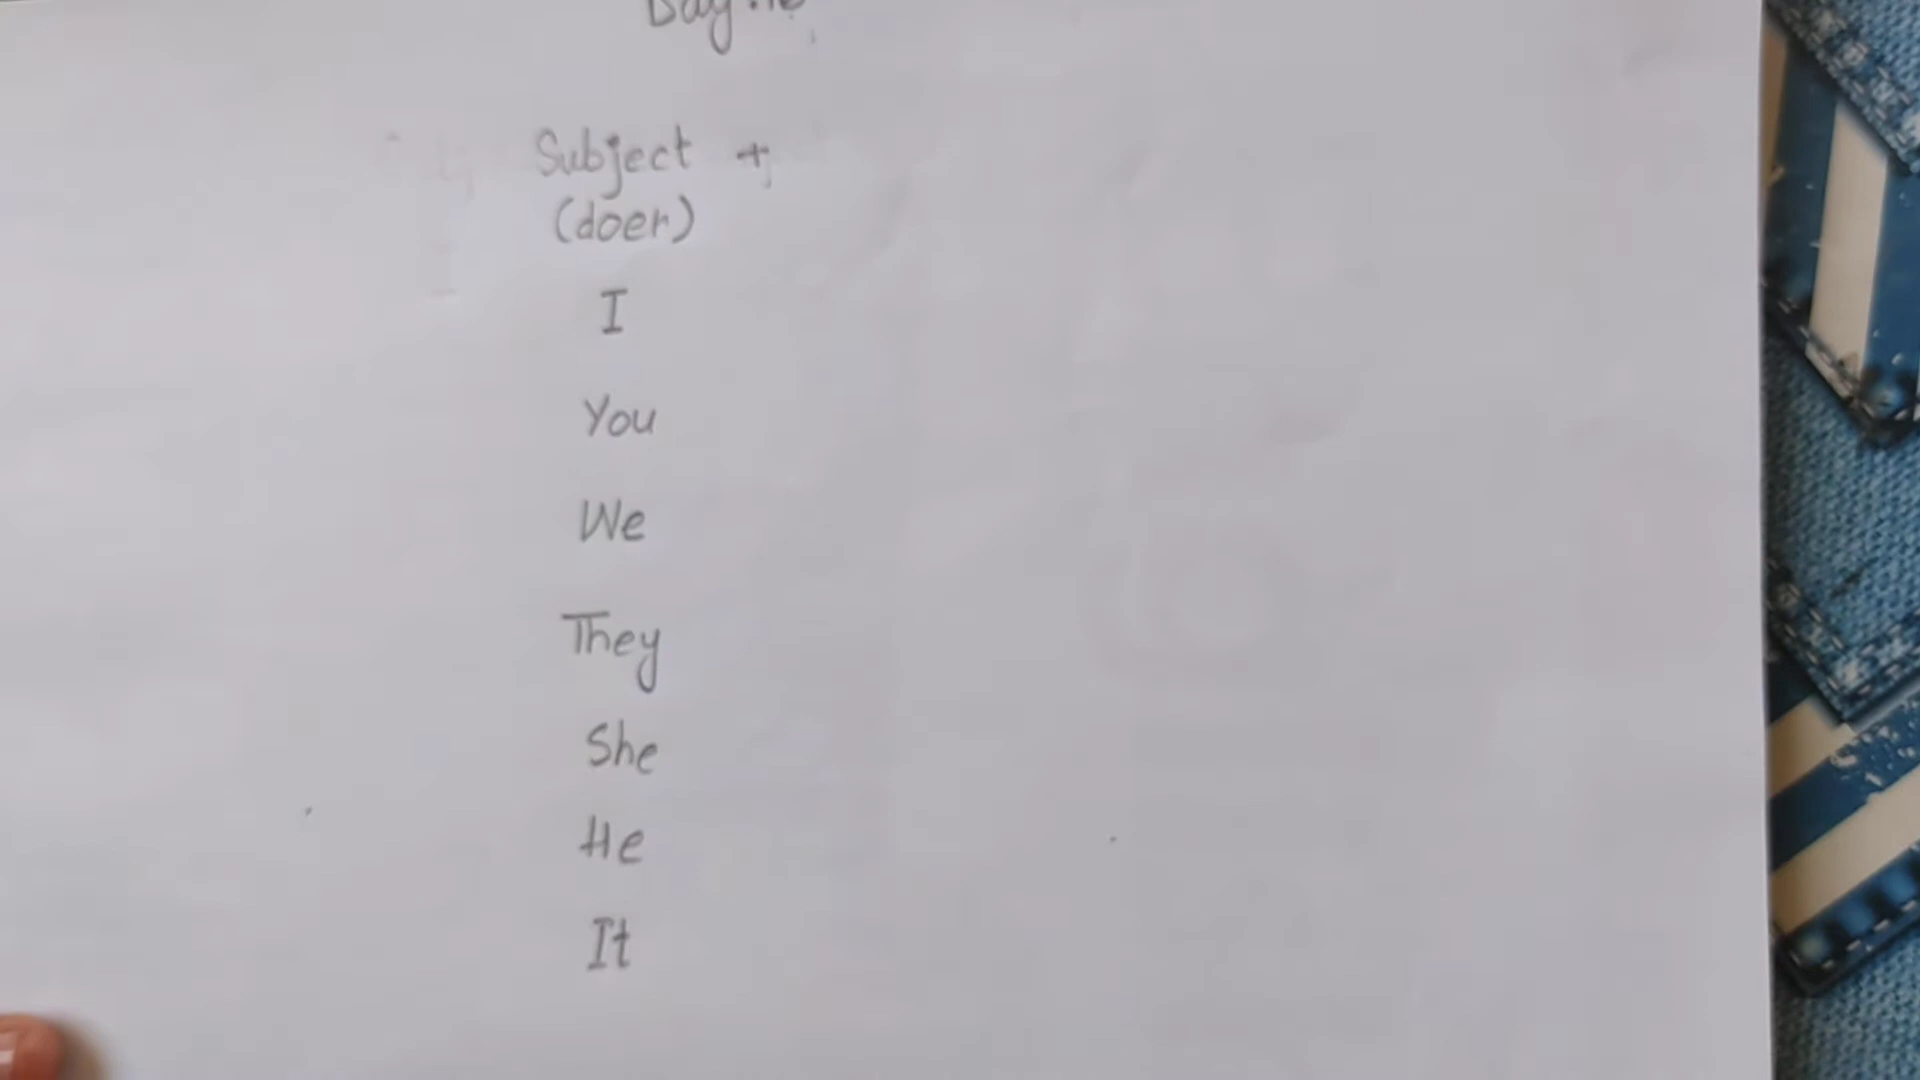 Subject +
(doer)
I
You
We
They
She
He
It